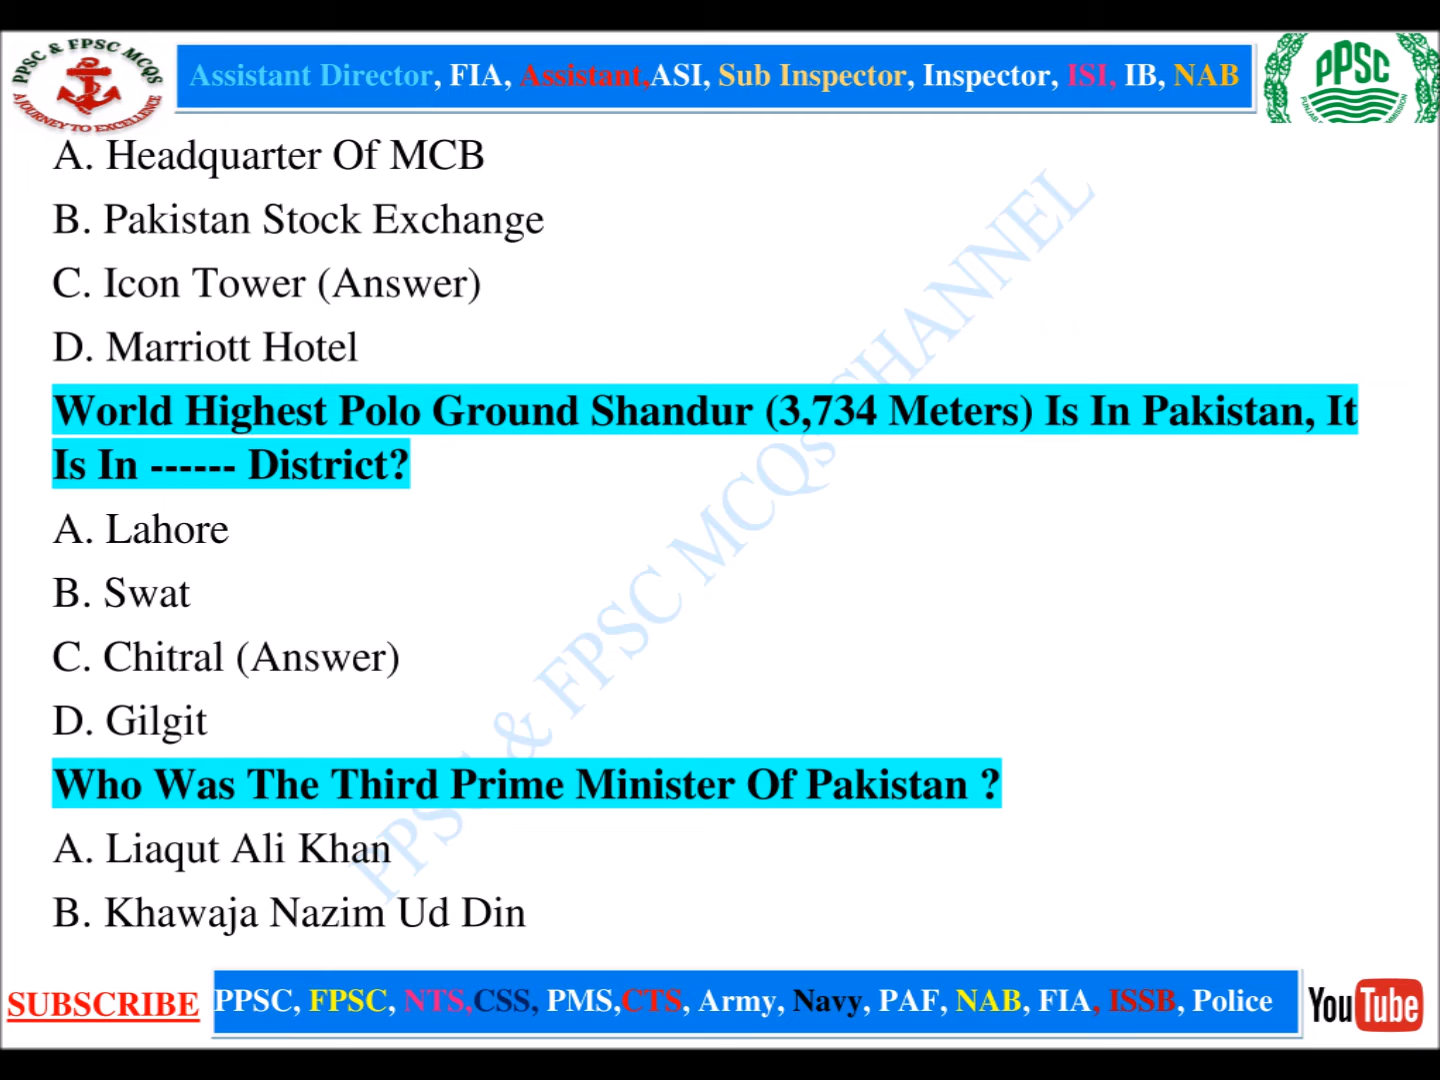 PPSC & FPSC MCQS
A JOURNEY TO EXCELLENCE
Assistant Director, FIA, Assistant,ASI, Sub Inspector, Inspector, ISI, IB, NAB
PPSC
A. Headquarter Of MCB
B. Pakistan Stock Exchange
C. Icon Tower (Answer)
D. Marriott Hotel
World Highest Polo Ground Shandur (3,734 Meters) Is In Pakistan, It
Is In ------ District?
A. Lahore
B. Swat
C. Chitral (Answer)
D. Gilgit
Who Was The Third Prime Minister Of Pakistan ?
A. Liaqut Ali Khan
B. Khawaja Nazim Ud Din
PPSC & FPSC MCQs CHANNEL
SUBSCRIBE
PPSC, FPSC, NTS,CSS, PMS,CTS, Army, Navy, PAF, NAB, FIA, ISSB, Police
YouTube